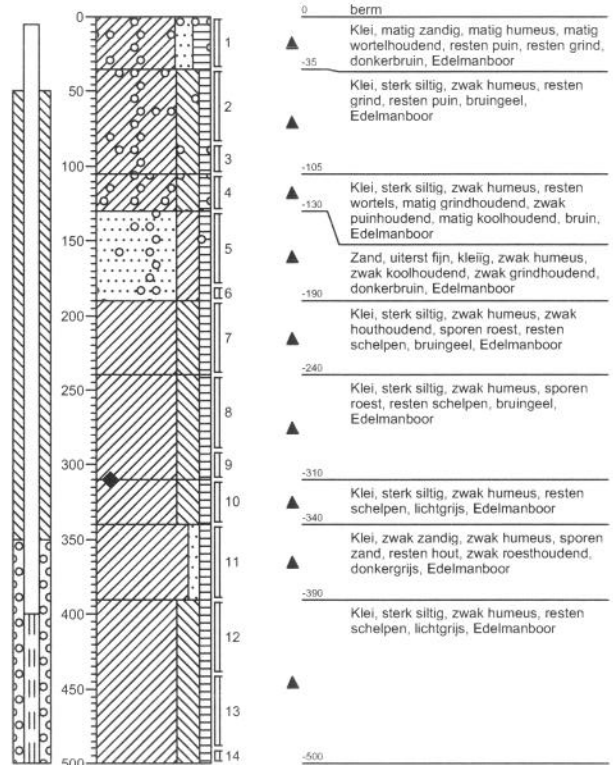 0
50
100
150
200
250
300
350
400
450
500
1
2
3
4
5
6
7
8
9
10
11
12
13
14
0 berm
Klei, matig zandig, matig humeus, matig
wortelhoudend, resten puin, resten grind,
donkerbruin, Edelmanboor
-35
Klei, sterk siltig, zwak humeus, resten
grind, resten puin, bruingeel,
Edelmanboor
-105
Klei, sterk siltig, zwak humeus, resten
wortels, matig grindhoudend, zwak
puinhoudend, matig koolhoudend, bruin,
Edelmanboor
-130
Zand, uiterst fijn, kleiïg, zwak humeus,
zwak koolhoudend, zwak grindhoudend,
donkerbruin, Edelmanboor
-190
Klei, sterk siltig, zwak humeus, zwak
houthoudend, sporen roest, resten
schelpen, bruingeel, Edelmanboor
-240
Klei, sterk siltig, zwak humeus, sporen
roest, resten schelpen, bruingeel,
Edelmanboor
-310
Klei, sterk siltig, zwak humeus, resten
schelpen, lichtgrijs, Edelmanboor
-340
Klei, zwak zandig, zwak humeus, sporen
zand, resten hout, zwak roesthoudend,
donkergrijs, Edelmanboor
-390
Klei, sterk siltig, zwak humeus, resten
schelpen, lichtgrijs, Edelmanboor
-500